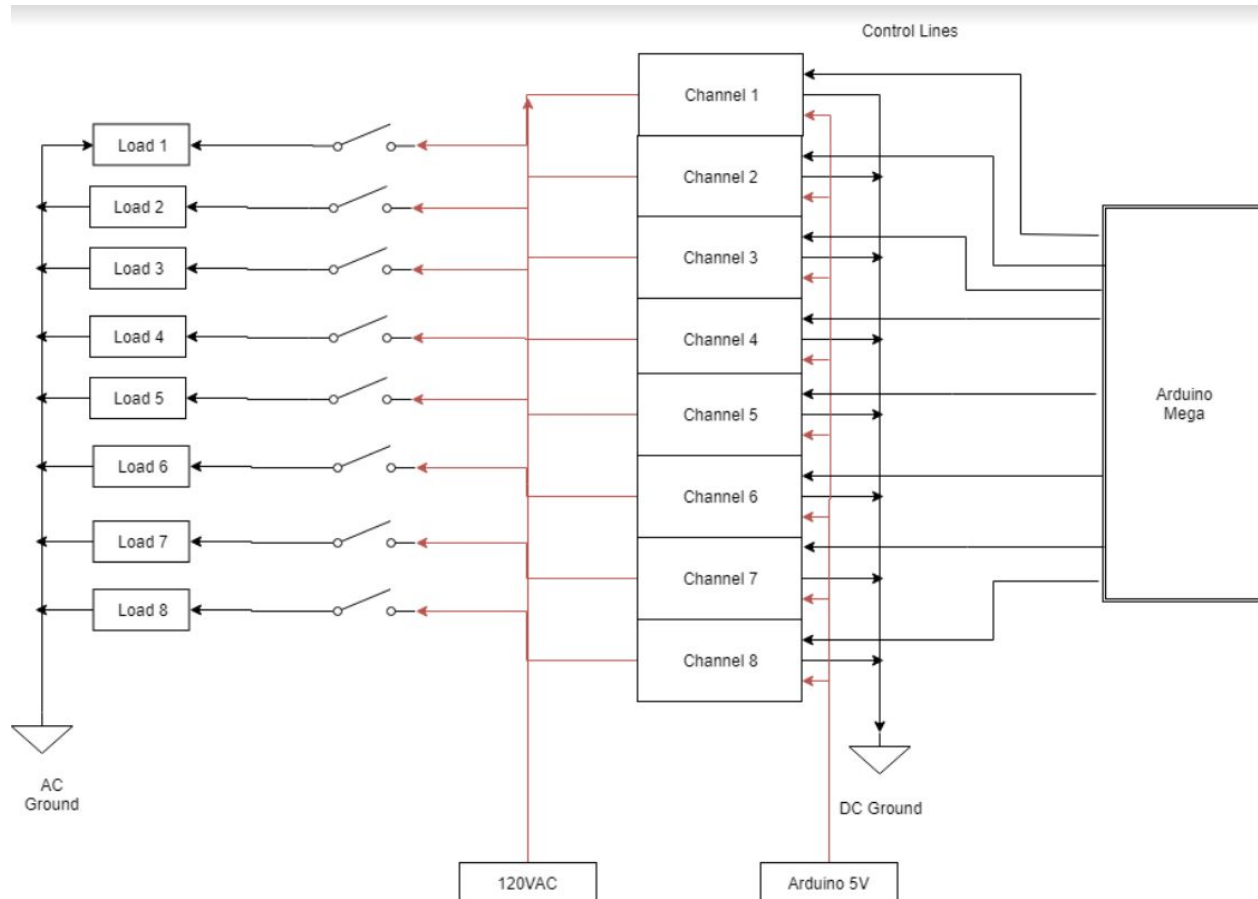 Control Lines
Channel 1
Load 1
Channel 2
Load 2
Channel 3
Load 3
Channel 4
Load 4
Channel 5
Load 5
Arduino
Mega
Load 6
Channel 6
Load 7
Channel 7
Load 8
Channel 8
AC
Ground
DC Ground
120VAC
Arduino 5V